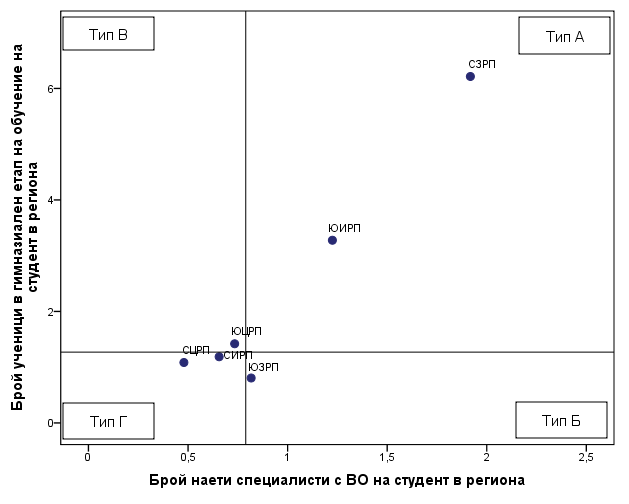 Тип В
Тип А
СЗРП
6
ЮИРП
4
2
ЮЦРП
СЦРП
СИРП
ЮЗРП
Тип Г
Тип Б
0
0
0,5
1
1,5
2
2,5
Брой ученици в гимназиален етап на обучение на
студент в региона
Брой наети специалисти с ВО на студент в региона